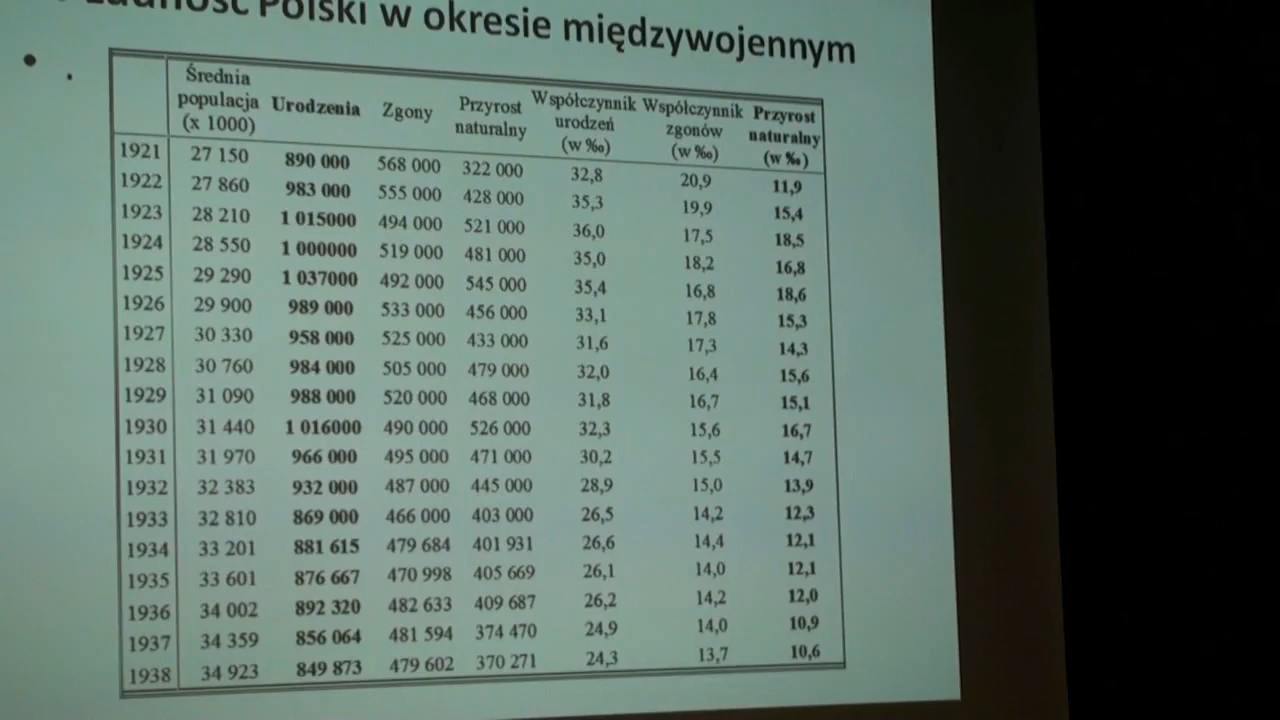 Polski w okresie międzywojennym
Średnia populacja (x 1000) Urodzenia Zgony Przyrost naturalny Współczynnik urodzeń (w ‰) Współczynnik zgonów (w ‰) Przyrost naturalny (w ‰)
1921 27 150 890 000 568 000 322 000 32,8 20,9 11,9
1922 27 860 983 000 555 000 428 000 35,3 19,9 15,4
1923 28 210 1 015000 494 000 521 000 36,0 17,5 18,5
1924 28 550 1 000000 519 000 481 000 35,0 18,2 16,8
1925 29 290 1 037000 492 000 545 000 35,4 16,8 18,6
1926 29 900 989 000 533 000 456 000 33,1 17,8 15,3
1927 30 330 958 000 525 000 433 000 31,6 17,3 14,3
1928 30 760 984 000 505 000 479 000 32,0 16,4 15,6
1929 31 090 988 000 520 000 468 000 31,8 16,7 15,1
1930 31 440 1 016000 490 000 526 000 32,3 15,6 16,7
1931 31 970 966 000 495 000 471 000 30,2 15,5 14,7
1932 32 383 932 000 487 000 445 000 28,9 15,0 13,9
1933 32 810 869 000 466 000 403 000 26,5 14,2 12,3
1934 33 201 881 615 479 684 401 931 26,6 14,4 12,1
1935 33 601 876 667 470 998 405 669 26,1 14,0 12,1
1936 34 002 892 320 482 633 409 687 26,2 14,2 12,0
1937 34 359 856 064 481 594 374 470 24,9 14,0 10,9
1938 34 923 849 873 479 602 370 271 24,3 13,7 10,6